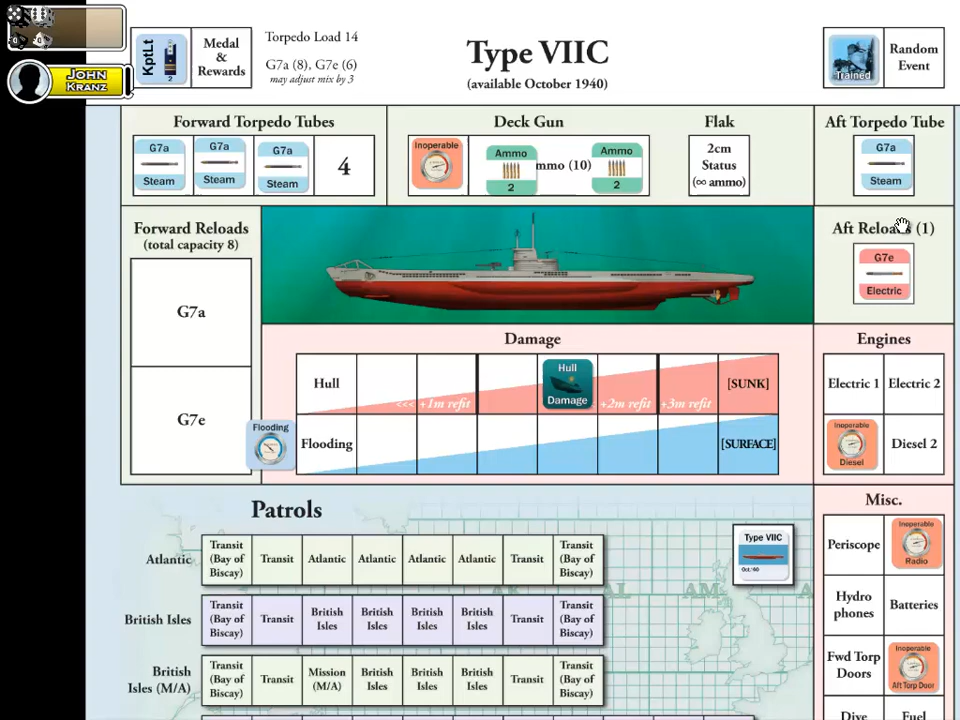 JOHN
KRANZ
KptLt
2
Medal
&
Rewards
Torpedo Load 14
G7a (8), G7e (6)
may adjust mix by 3
Type VIIC
(available October 1940)
Trained
Random
Event
Forward Torpedo Tubes
G7a
Steam
G7a
Steam
G7a
Steam
4
Deck Gun
Inoperable
Ammo
2
mmo (10)
Ammo
2
Flak
2cm
Status
(∞ ammo)
Aft Torpedo Tube
G7a
Steam
Forward Reloads
(total capacity 8)
G7a
G7e
Aft Reloads (1)
G7e
Electric
Damage
Hull
<<< +1m refit
Hull
Damage
+2m refit
+3m refit
[SUNK]
Flooding
Flooding
[SURFACE]
Engines
Electric 1
Electric 2
Inoperable
Diesel
Diesel 2
Misc.
Periscope
Inoperable
Radio
Hydro
phones
Batteries
Fwd Torp
Doors
Inoperable
Aft Torp Door
Dive
Fuel
Patrols
Type VIIC
Oct/40
Atlantic
Transit
(Bay of
Biscay)
Transit
Atlantic
Atlantic
Atlantic
Atlantic
Transit
Transit
(Bay of
Biscay)
British Isles
Transit
(Bay of
Biscay)
Transit
British
Isles
British
Isles
British
Isles
British
Isles
Transit
Transit
(Bay of
Biscay)
British
Isles (M/A)
Transit
(Bay of
Biscay)
Transit
Mission
(M/A)
British
Isles
British
Isles
British
Isles
Transit
Transit
(Bay of
Biscay)